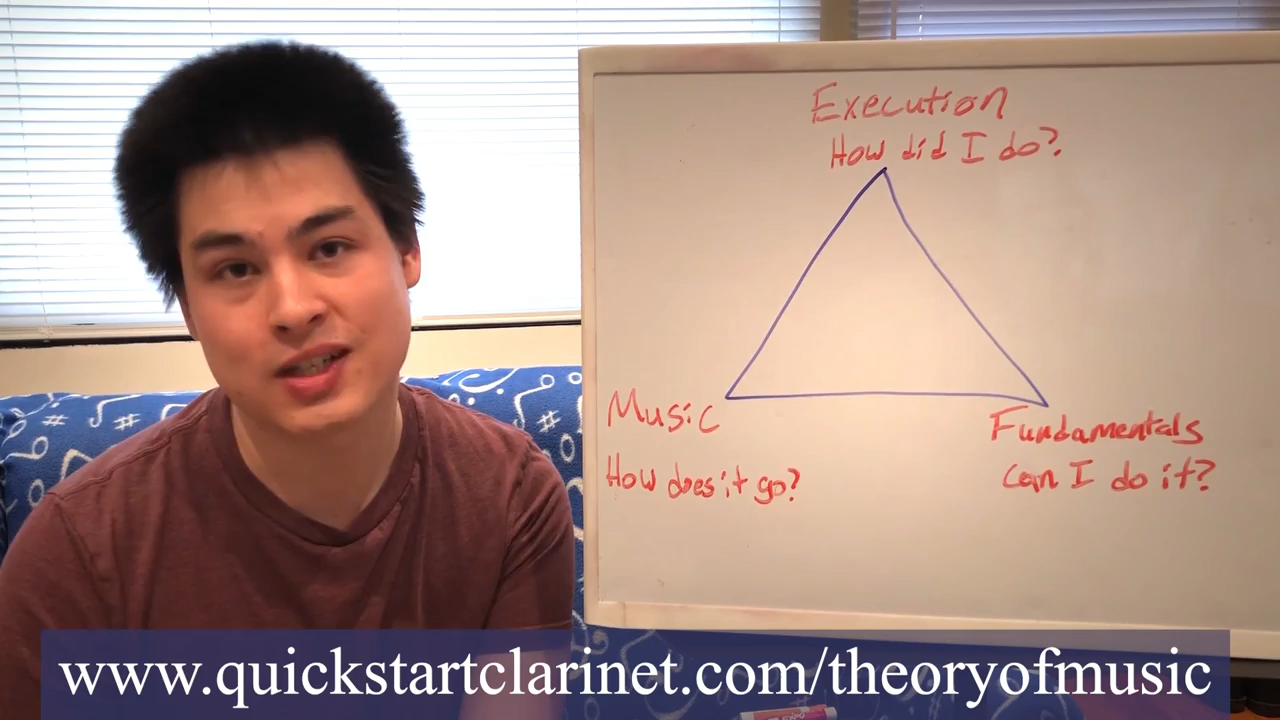 Execution
How did I do?
Music
How does it go?
Fundamentals
Can I do it?
www.quickstartclarinet.com/theoryofmusic